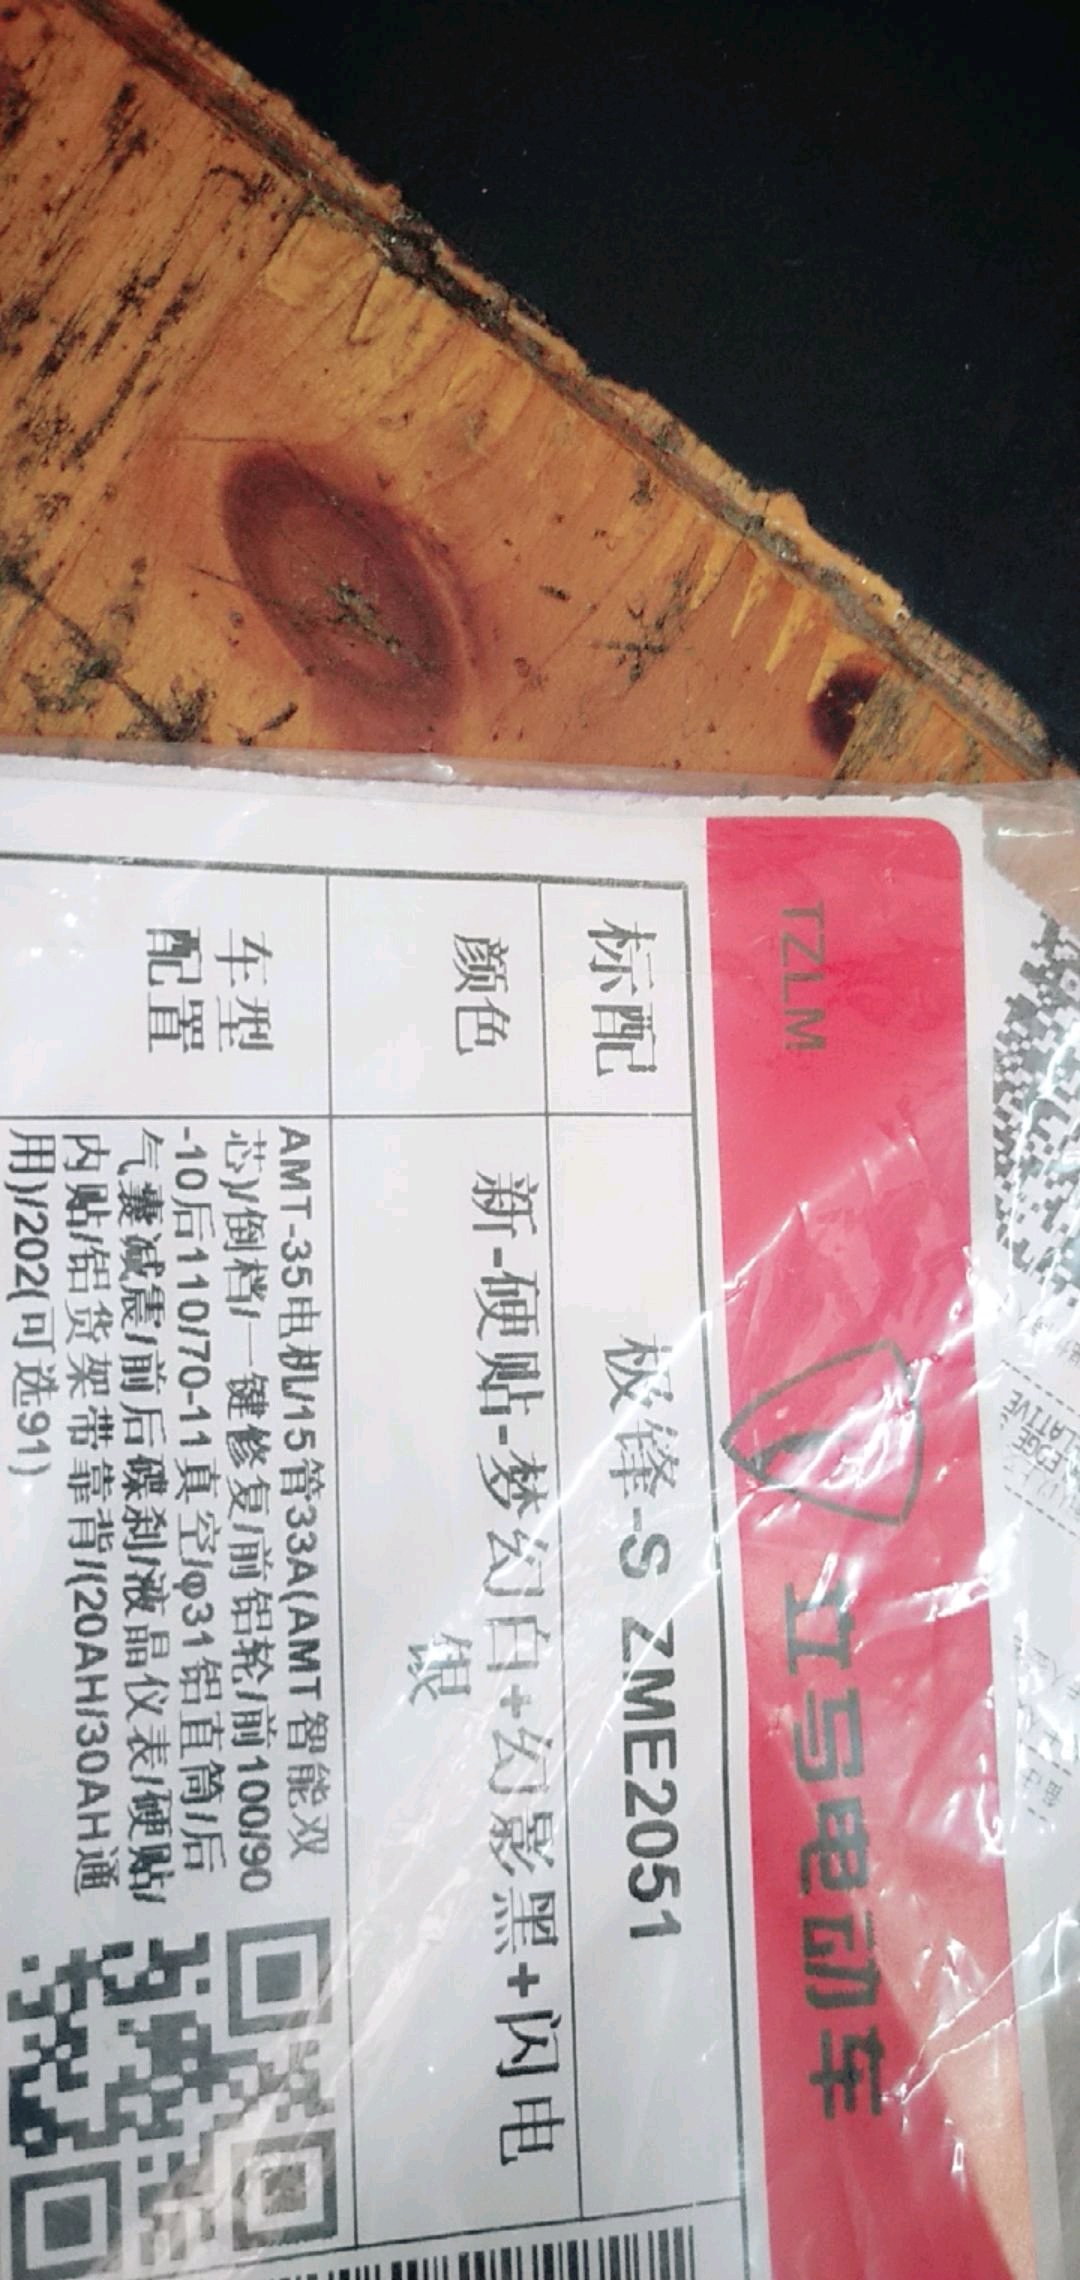 TZLM
立马电动车
标配
极锋-S ZME2051
颜色
新-硬贴-梦幻白+幻影黑+闪电
银
车型
配置
AMT-35电机/15管33A(AMT智能双
芯)/倒档/一键修复/前铝轮/前100/90
-10后110/70-11真空/φ31铝直筒/后
气囊减震/前后碟刹/液晶仪表/硬贴/
内贴/铝货架带靠背/(20AH/30AH通
用)/202(可选91)